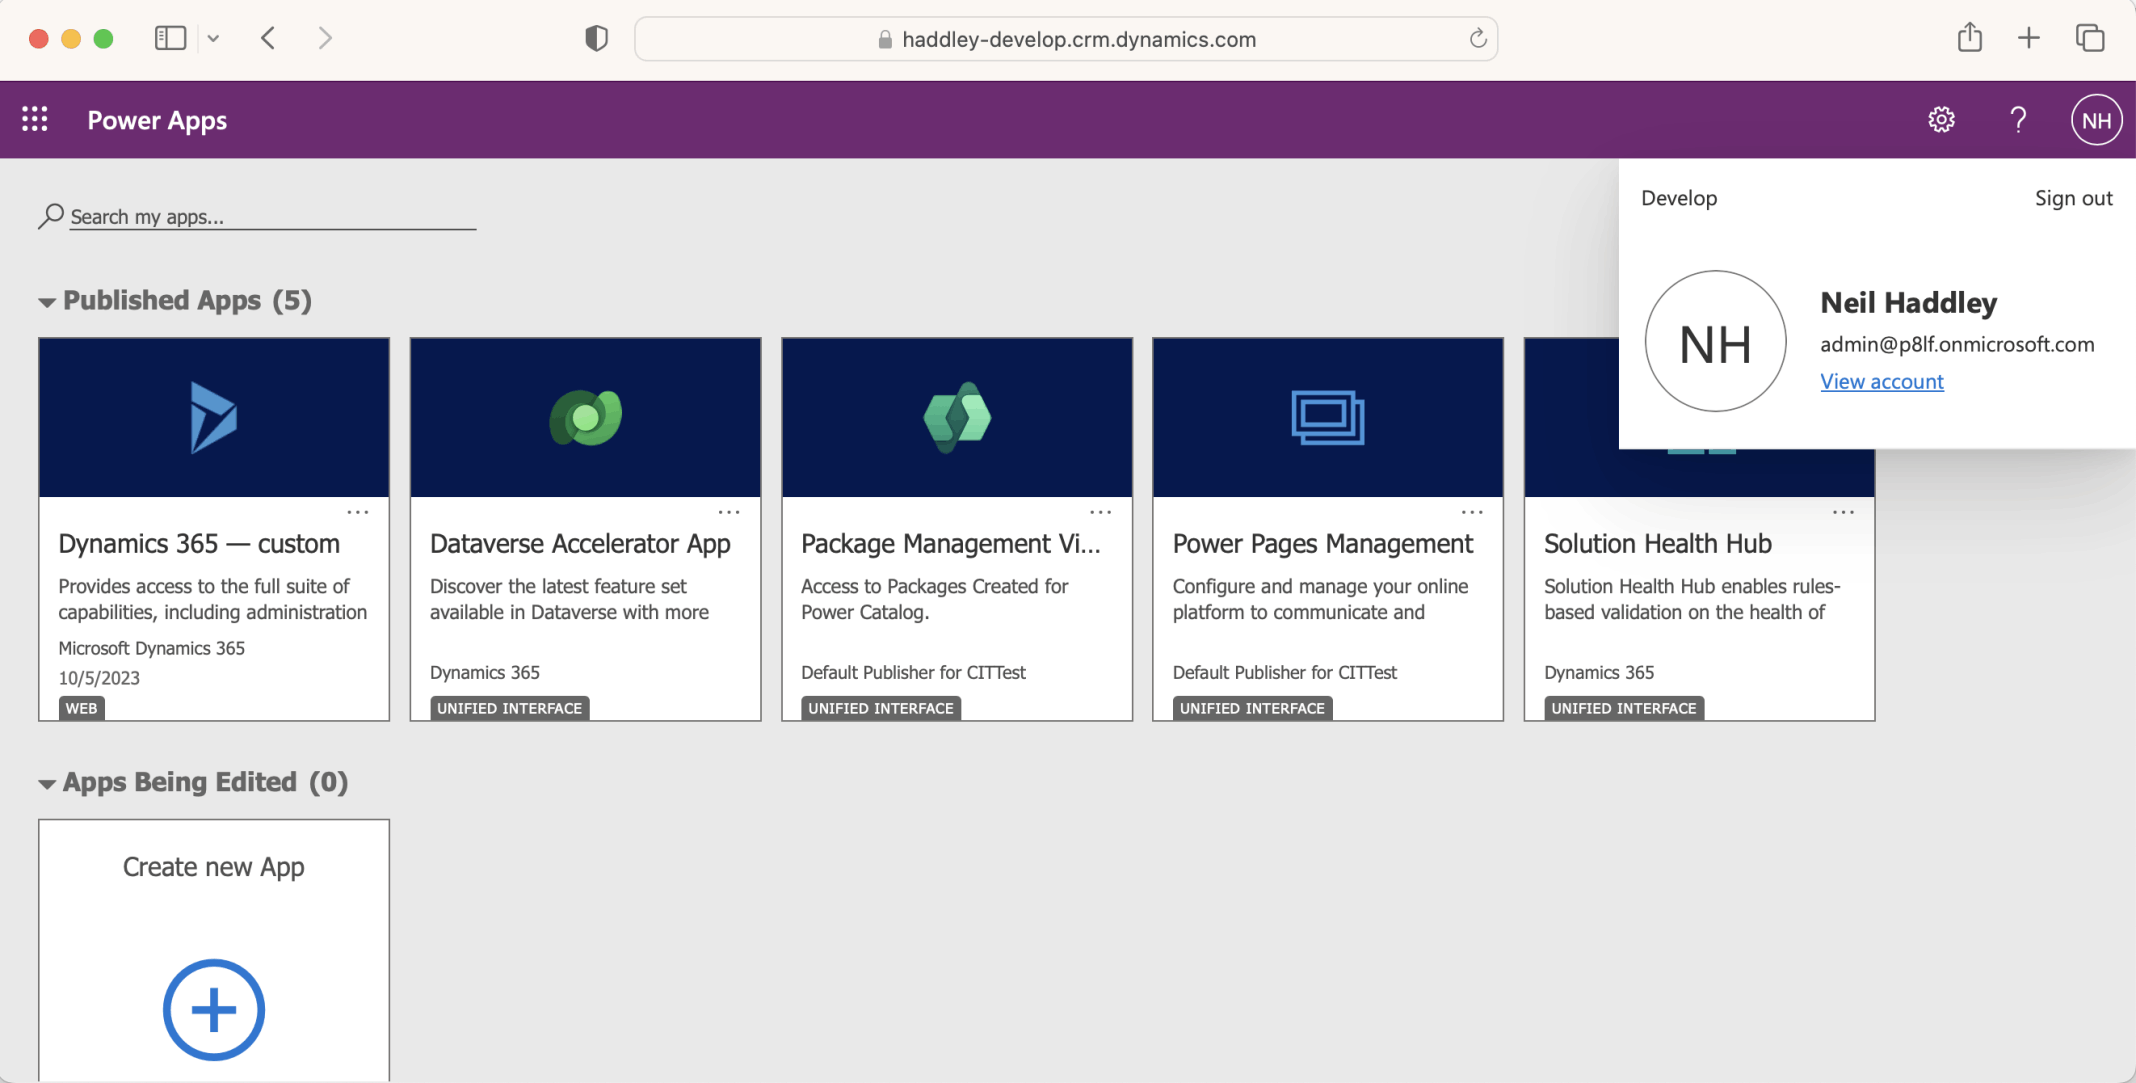 haddley-develop.crm.dynamics.com
Power Apps
NH
Develop
Sign out
Search my apps...
NH
Neil Haddley
admin@p8lf.onmicrosoft.com
View account
Published Apps (5)
Dynamics 365 — custom
Provides access to the full suite of
capabilities, including administration
Microsoft Dynamics 365
10/5/2023
WEB
Dataverse Accelerator App
Discover the latest feature set
available in Dataverse with more
Dynamics 365
UNIFIED INTERFACE
Package Management Vi...
Access to Packages Created for
Power Catalog.
Default Publisher for CITTest
UNIFIED INTERFACE
Power Pages Management
Configure and manage your online
platform to communicate and
Default Publisher for CITTest
UNIFIED INTERFACE
Solution Health Hub
Solution Health Hub enables rules-
based validation on the health of
Dynamics 365
UNIFIED INTERFACE
Apps Being Edited (0)
Create new App